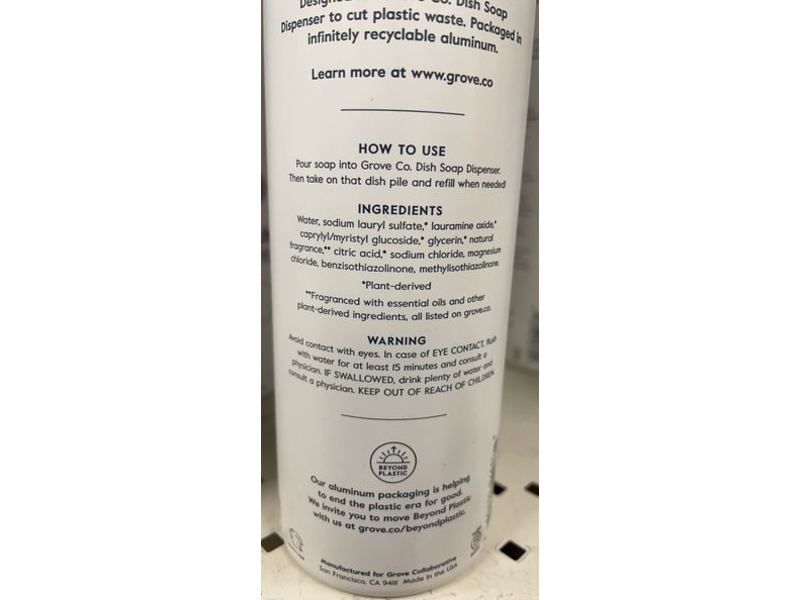 Designed Co. Dish Soap
Dispenser to cut plastic waste. Packaged in
infinitely recyclable aluminum.
Learn more at www.grove.co
HOW TO USE
Pour soap into Grove Co. Dish Soap Dispenser.
Then take on that dish pile and refill when needed!
INGREDIENTS
Water, sodium lauryl sulfate,* lauramine oxide,*
caprylyl/myristyl glucoside,* glycerin,* natural
fragrance,** citric acid,* sodium chloride, magnesium
chloride, benzisothiazolinone, methylisothiazolinone.
*Plant-derived
**Fragranced with essential oils and other
plant-derived ingredients, all listed on grove.co.
WARNING
Avoid contact with eyes. In case of EYE CONTACT, flush
with water for at least 15 minutes and consult a
physician. IF SWALLOWED, drink plenty of water and
consult a physician. KEEP OUT OF REACH OF CHILDREN.
BEYOND
PLASTIC
Our aluminum packaging is helping
to end the plastic era for good.
We invite you to move Beyond Plastic
with us at grove.co/beyondplastic.
Manufactured for Grove Collaborative
San Francisco, CA 94111 Made in the USA